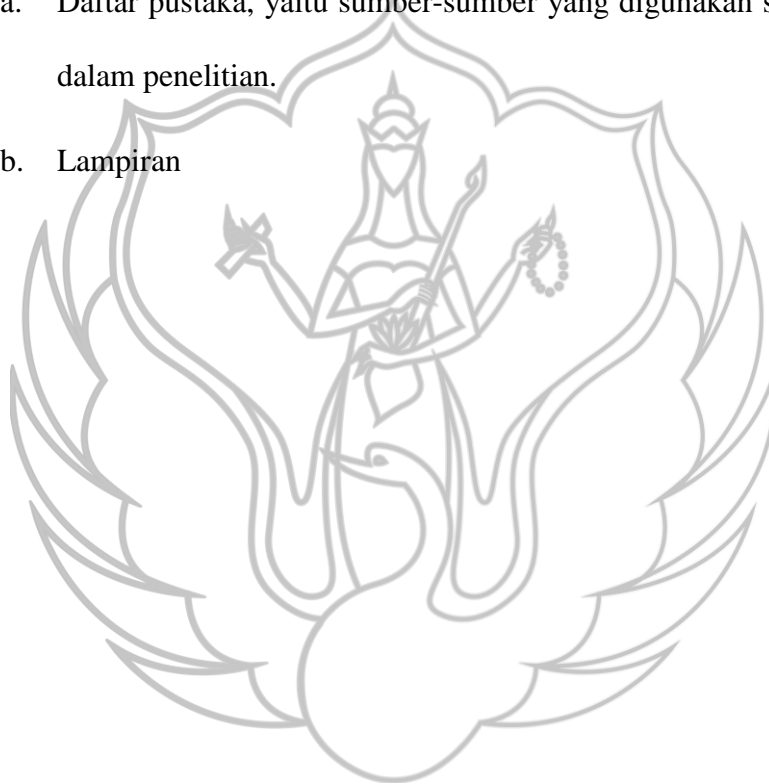 a. Daftar pustaka, yaitu sumber-sumber yang digunakan
dalam penelitian.
b. Lampiran